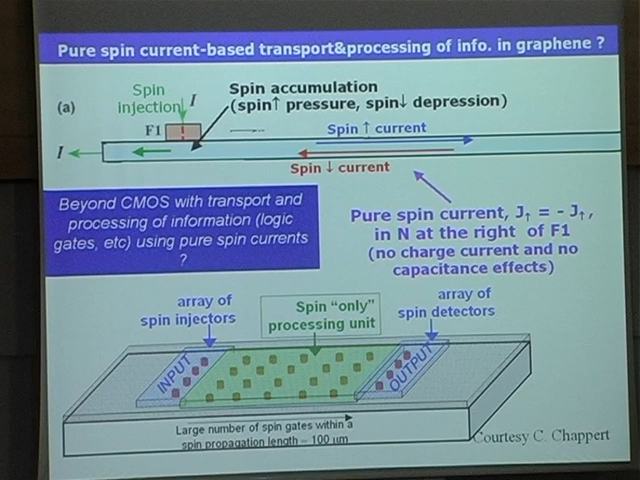 Pure spin current-based transport&processing of info. in graphene ?
(a)
Spin
injection
I
Spin accumulation
(spin↑ pressure, spin↓ depression)
F1
Spin ↑ current
I
Spin ↓ current
Beyond CMOS with transport and
processing of information (logic
gates, etc) using pure spin currents
?
Pure spin current, J↑ = - J↑,
in N at the right of F1
(no charge current and no
capacitance effects)
array of
spin injectors
Spin "only"
processing unit
array of
spin detectors
INPUT
OUTPUT
Large number of spin gates within a
spin propagation length ~ 100 µm
Courtesy C. Chappert